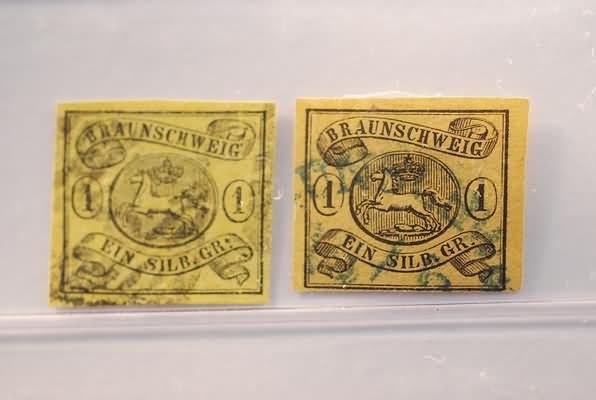 BRAUNSCHWEIG
1 1
EIN SILB.GR.
BRAUNSCHWEIG
1 1
EIN SILB.GR.